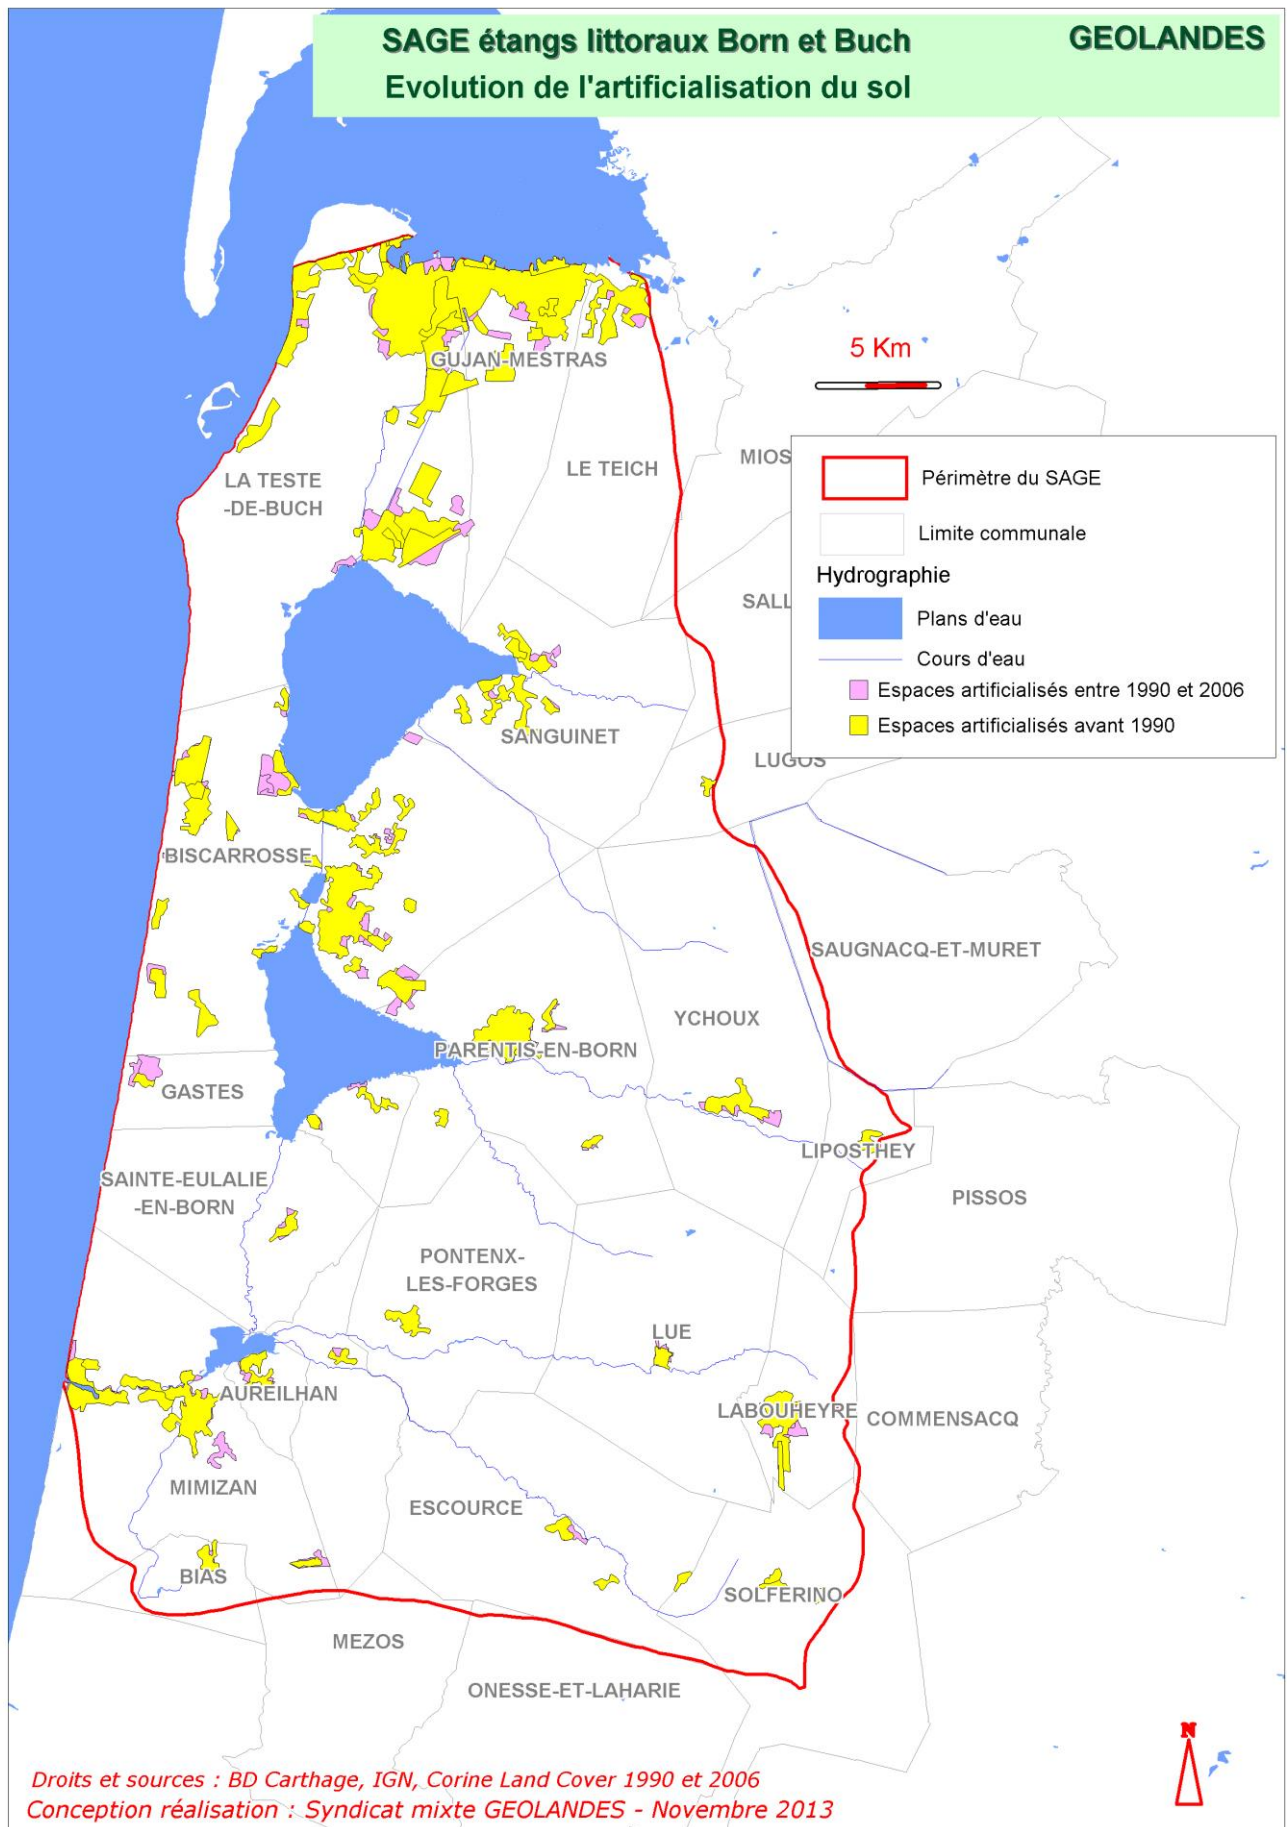 SAGE étangs littoraux Born et Buch
GEOLANDES
Evolution de l'artificialisation du sol
5 Km
GUJAN-MESTRAS
LE TEICH
MIOS
LA TESTE
-DE-BUCH
Périmètre du SAGE
Limite communale
Hydrographie
SALL
Plans d'eau
Cours d'eau
Espaces artificialisés entre 1990 et 2006
Espaces artificialisés avant 1990
SANGUINET
LUGOS
BISCARROSSE
SAUGNACQ-ET-MURET
YCHOUX
PARENTIS-EN-BORN
GASTES
LIPOSTHEY
SAINTE-EULALIE
-EN-BORN
PISSOS
PONTENX-
LES-FORGES
LUE
AUREILHAN
LABOUHEYRE
COMMENSACQ
MIMIZAN
ESCOURCE
BIAS
SOLFERINO
MEZOS
ONESSE-ET-LAHARIE
N
Droits et sources : BD Carthage, IGN, Corine Land Cover 1990 et 2006
Conception réalisation : Syndicat mixte GEOLANDES - Novembre 2013